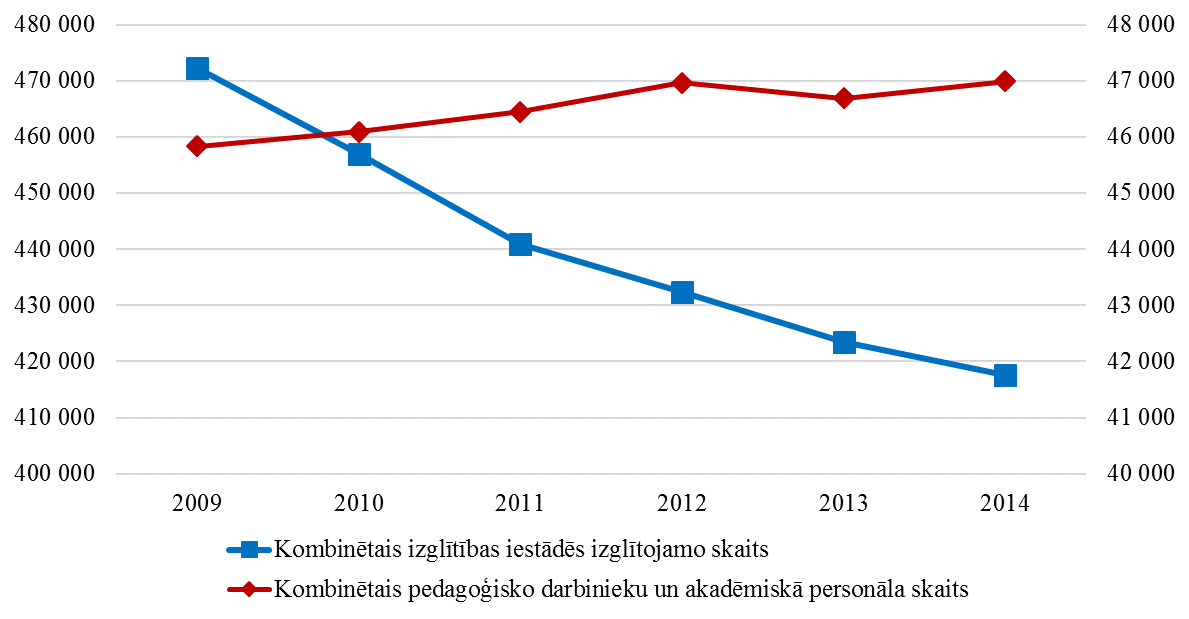 480 000 48 000
470 000 47 000
460 000 46 000
450 000 45 000
440 000 44 000
430 000 43 000
420 000 42 000
410 000 41 000
400 000 40 000
2009 2010 2011 2012 2013 2014
Kombinētais izglītības iestādēs izglītojamo skaits
Kombinētais pedagoģisko darbinieku un akadēmiskā personāla skaits